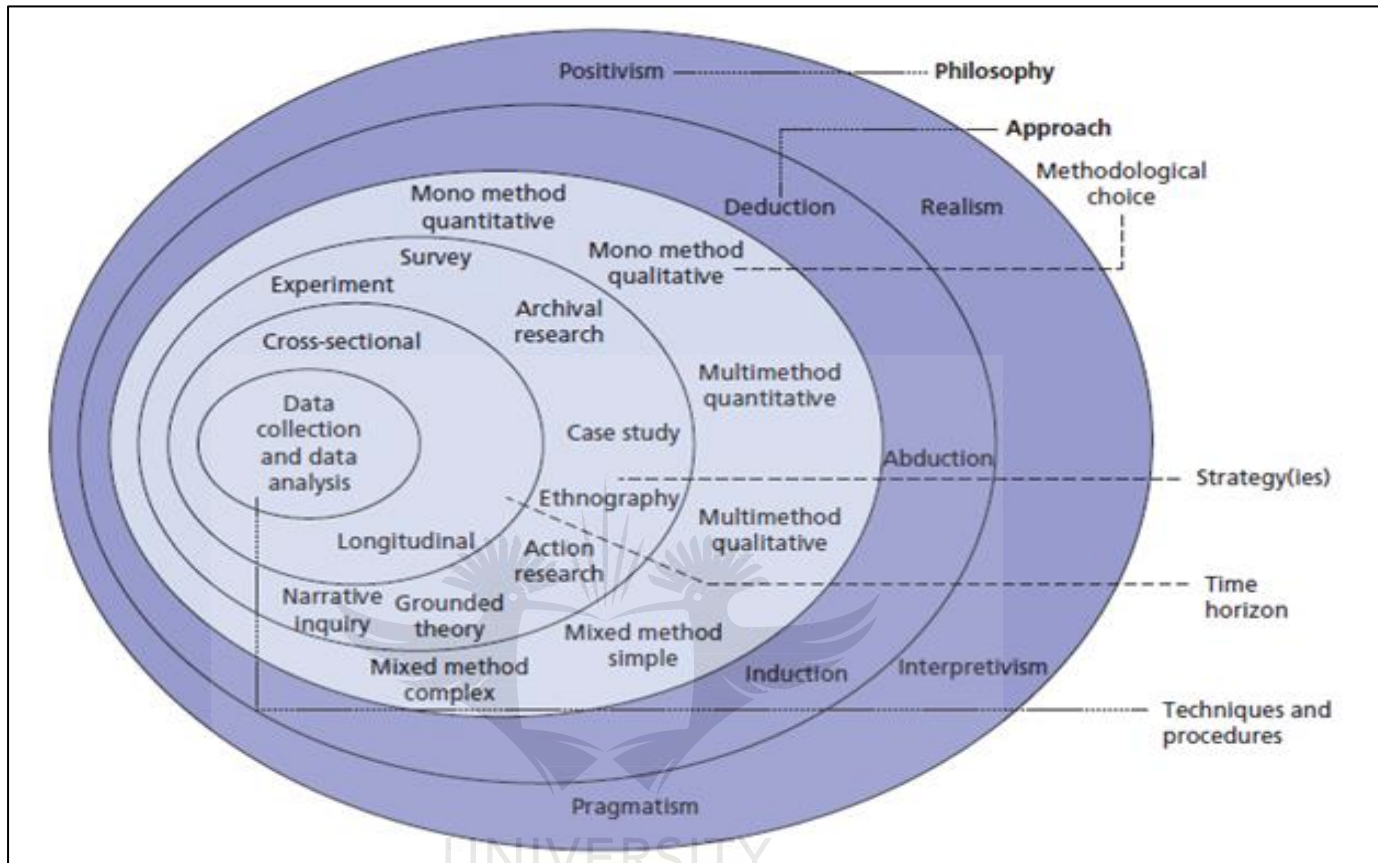 Positivism
Philosophy
Approach
Methodological
choice
Mono method
quantitative
Deduction
Realism
Survey
Mono method
qualitative
Experiment
Archival
research
Cross-sectional
Multimethod
quantitative
Data
collection
and data
analysis
Case study
Abduction
Strategy(ies)
Ethnography
Multimethod
qualitative
Longitudinal
Action
research
Time
horizon
Narrative
inquiry
Grounded
theory
Mixed method
simple
Mixed method
complex
Induction
Interpretivism
Techniques and
procedures
Pragmatism
UNIVERSITY